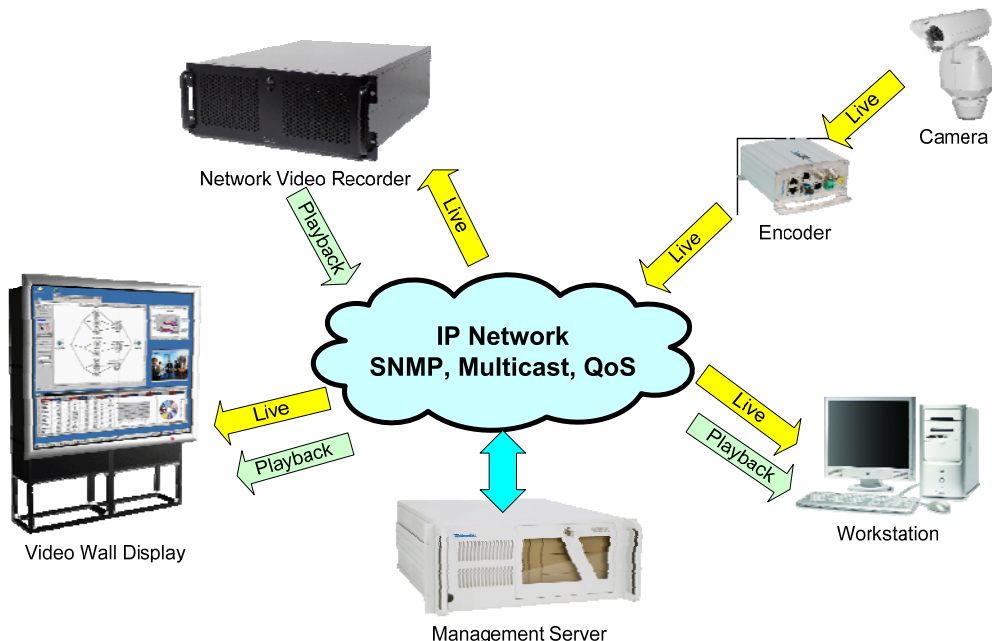 Live
Camera
Network Video Recorder
Live
Encoder
Playback
Live
IP Network
SNMP, Multicast, QoS
Live
Playback
Live
Playback
Video Wall Display
Workstation
Management Server